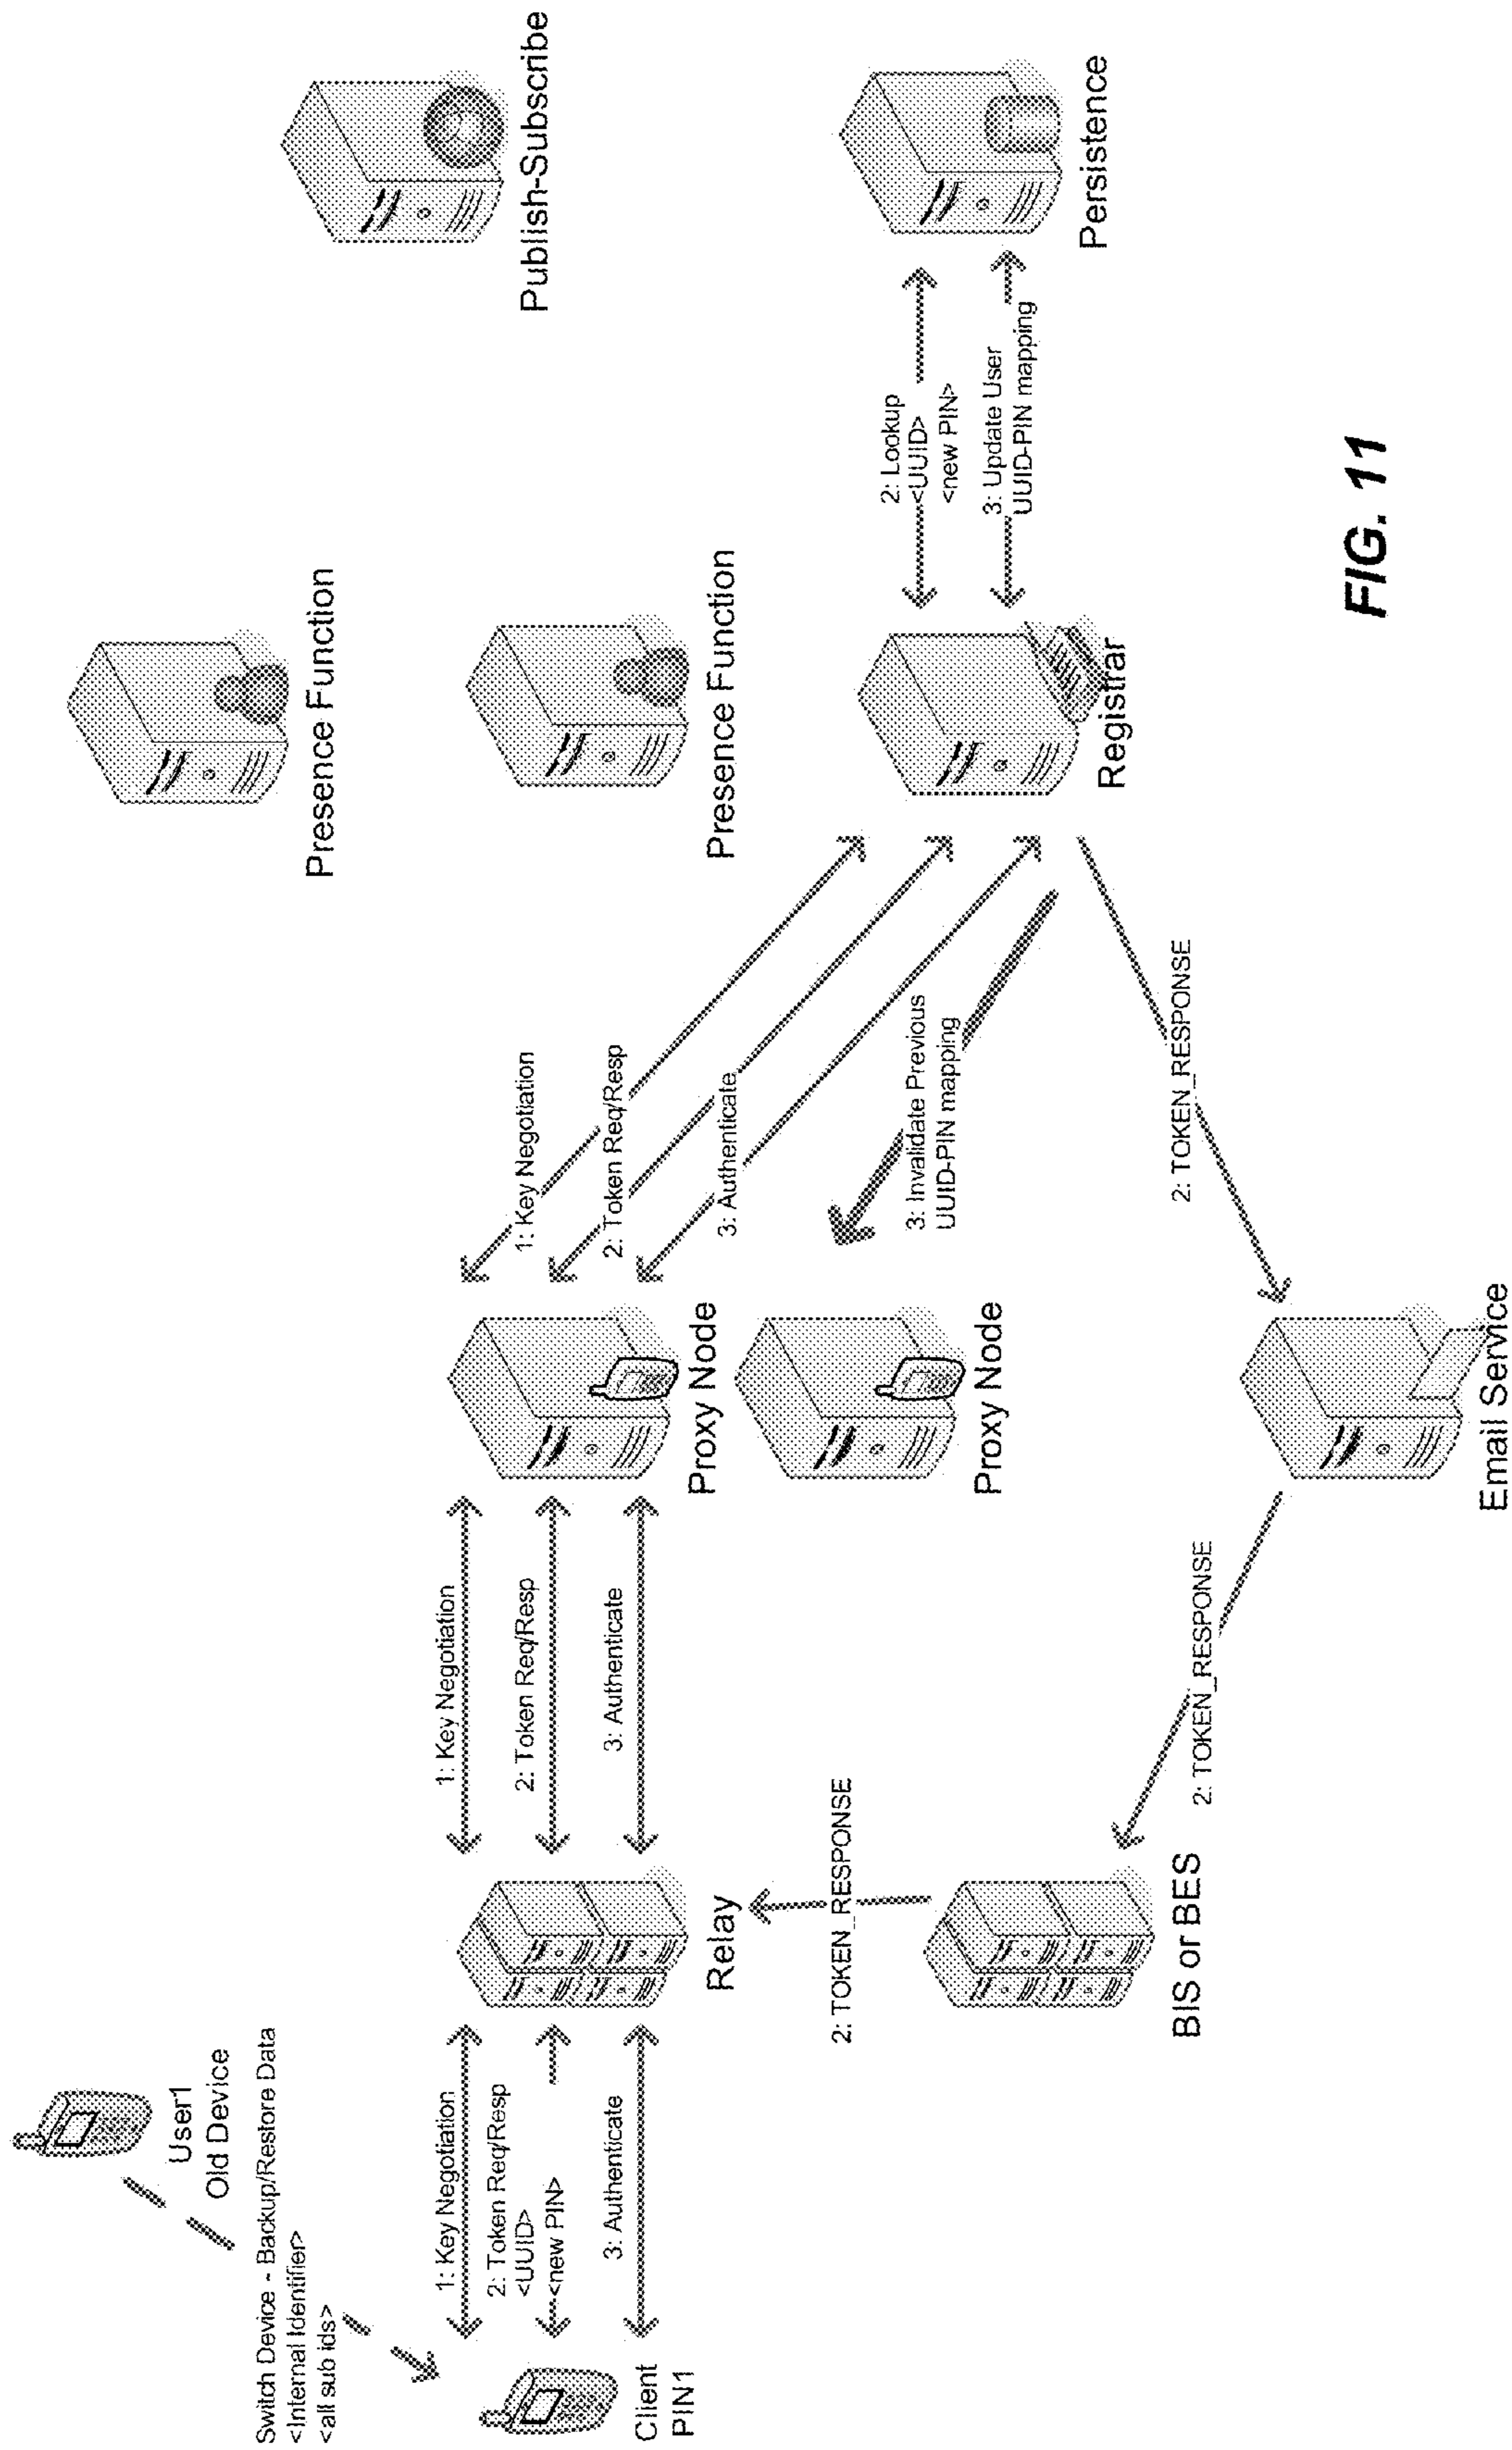 User1
Old Device
Switch Device - Backup/Restore Data
<Internal Identifier>
<all sub ids>
Client
PIN1
1: Key Negotiation
2: Token Req/Resp
<UUID>
<new PIN>
3: Authenticate
Relay
2: TOKEN_RESPONSE
BIS or BES
1: Key Negotiation
2: Token Req/Resp
3: Authenticate
2: TOKEN_RESPONSE
Proxy Node
Proxy Node
Email Service
1: Key Negotiation
2: Token Req/Resp
3: Authenticate
3: Invalidate Previous
UUID-PIN mapping
2: TOKEN_RESPONSE
Presence Function
Presence Function
Registrar
2: Lookup
<UUID>
<new PIN>
3: Update User
UUID-PIN mapping
Publish-Subscribe
Persistence
FIG. 11